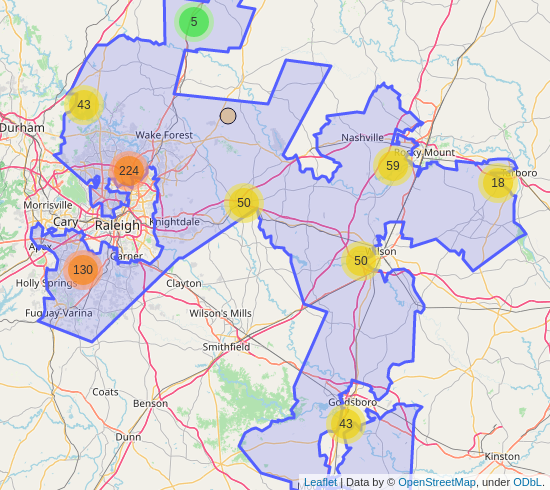 5
43
Durham
Wake Forest
Nashville
Rocky Mount
224
59
18
Tarboro
Morrisville
50
Cary
Raleigh
Knightdale
Apex
Garner
50
Wilson
130
Holly Springs
Clayton
Fuquay-Varina
Wilson's Mills
Smithfield
Coats
Benson
Goldsboro
43
Dunn
Kinston
Leaflet | Data by © OpenStreetMap, under ODbL.